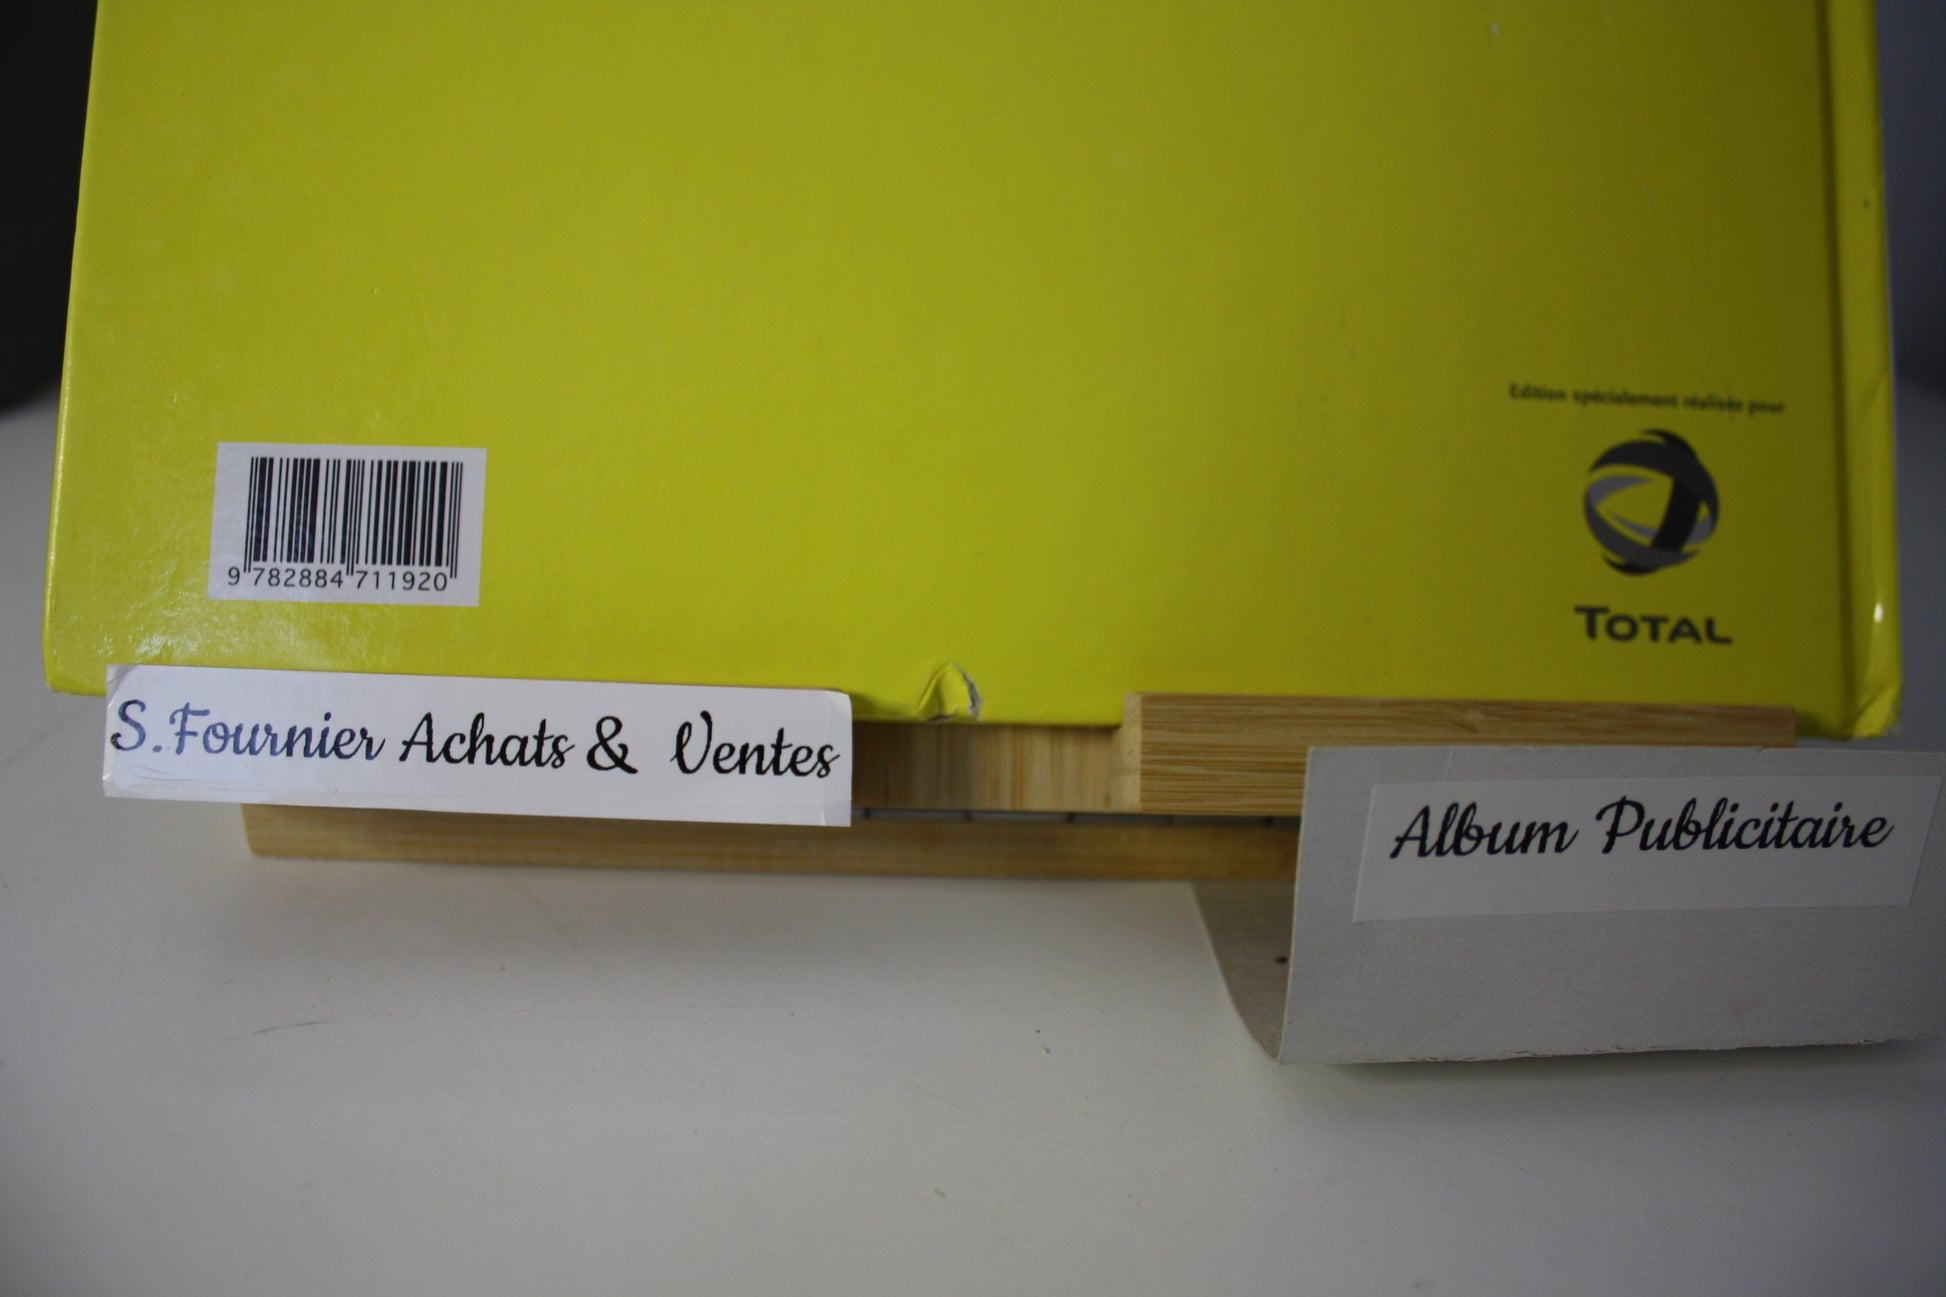 Edition spécialement réalisée pour
TOTAL
9 782884 711920
S.Fournier Achats & Ventes
Album Publicitaire